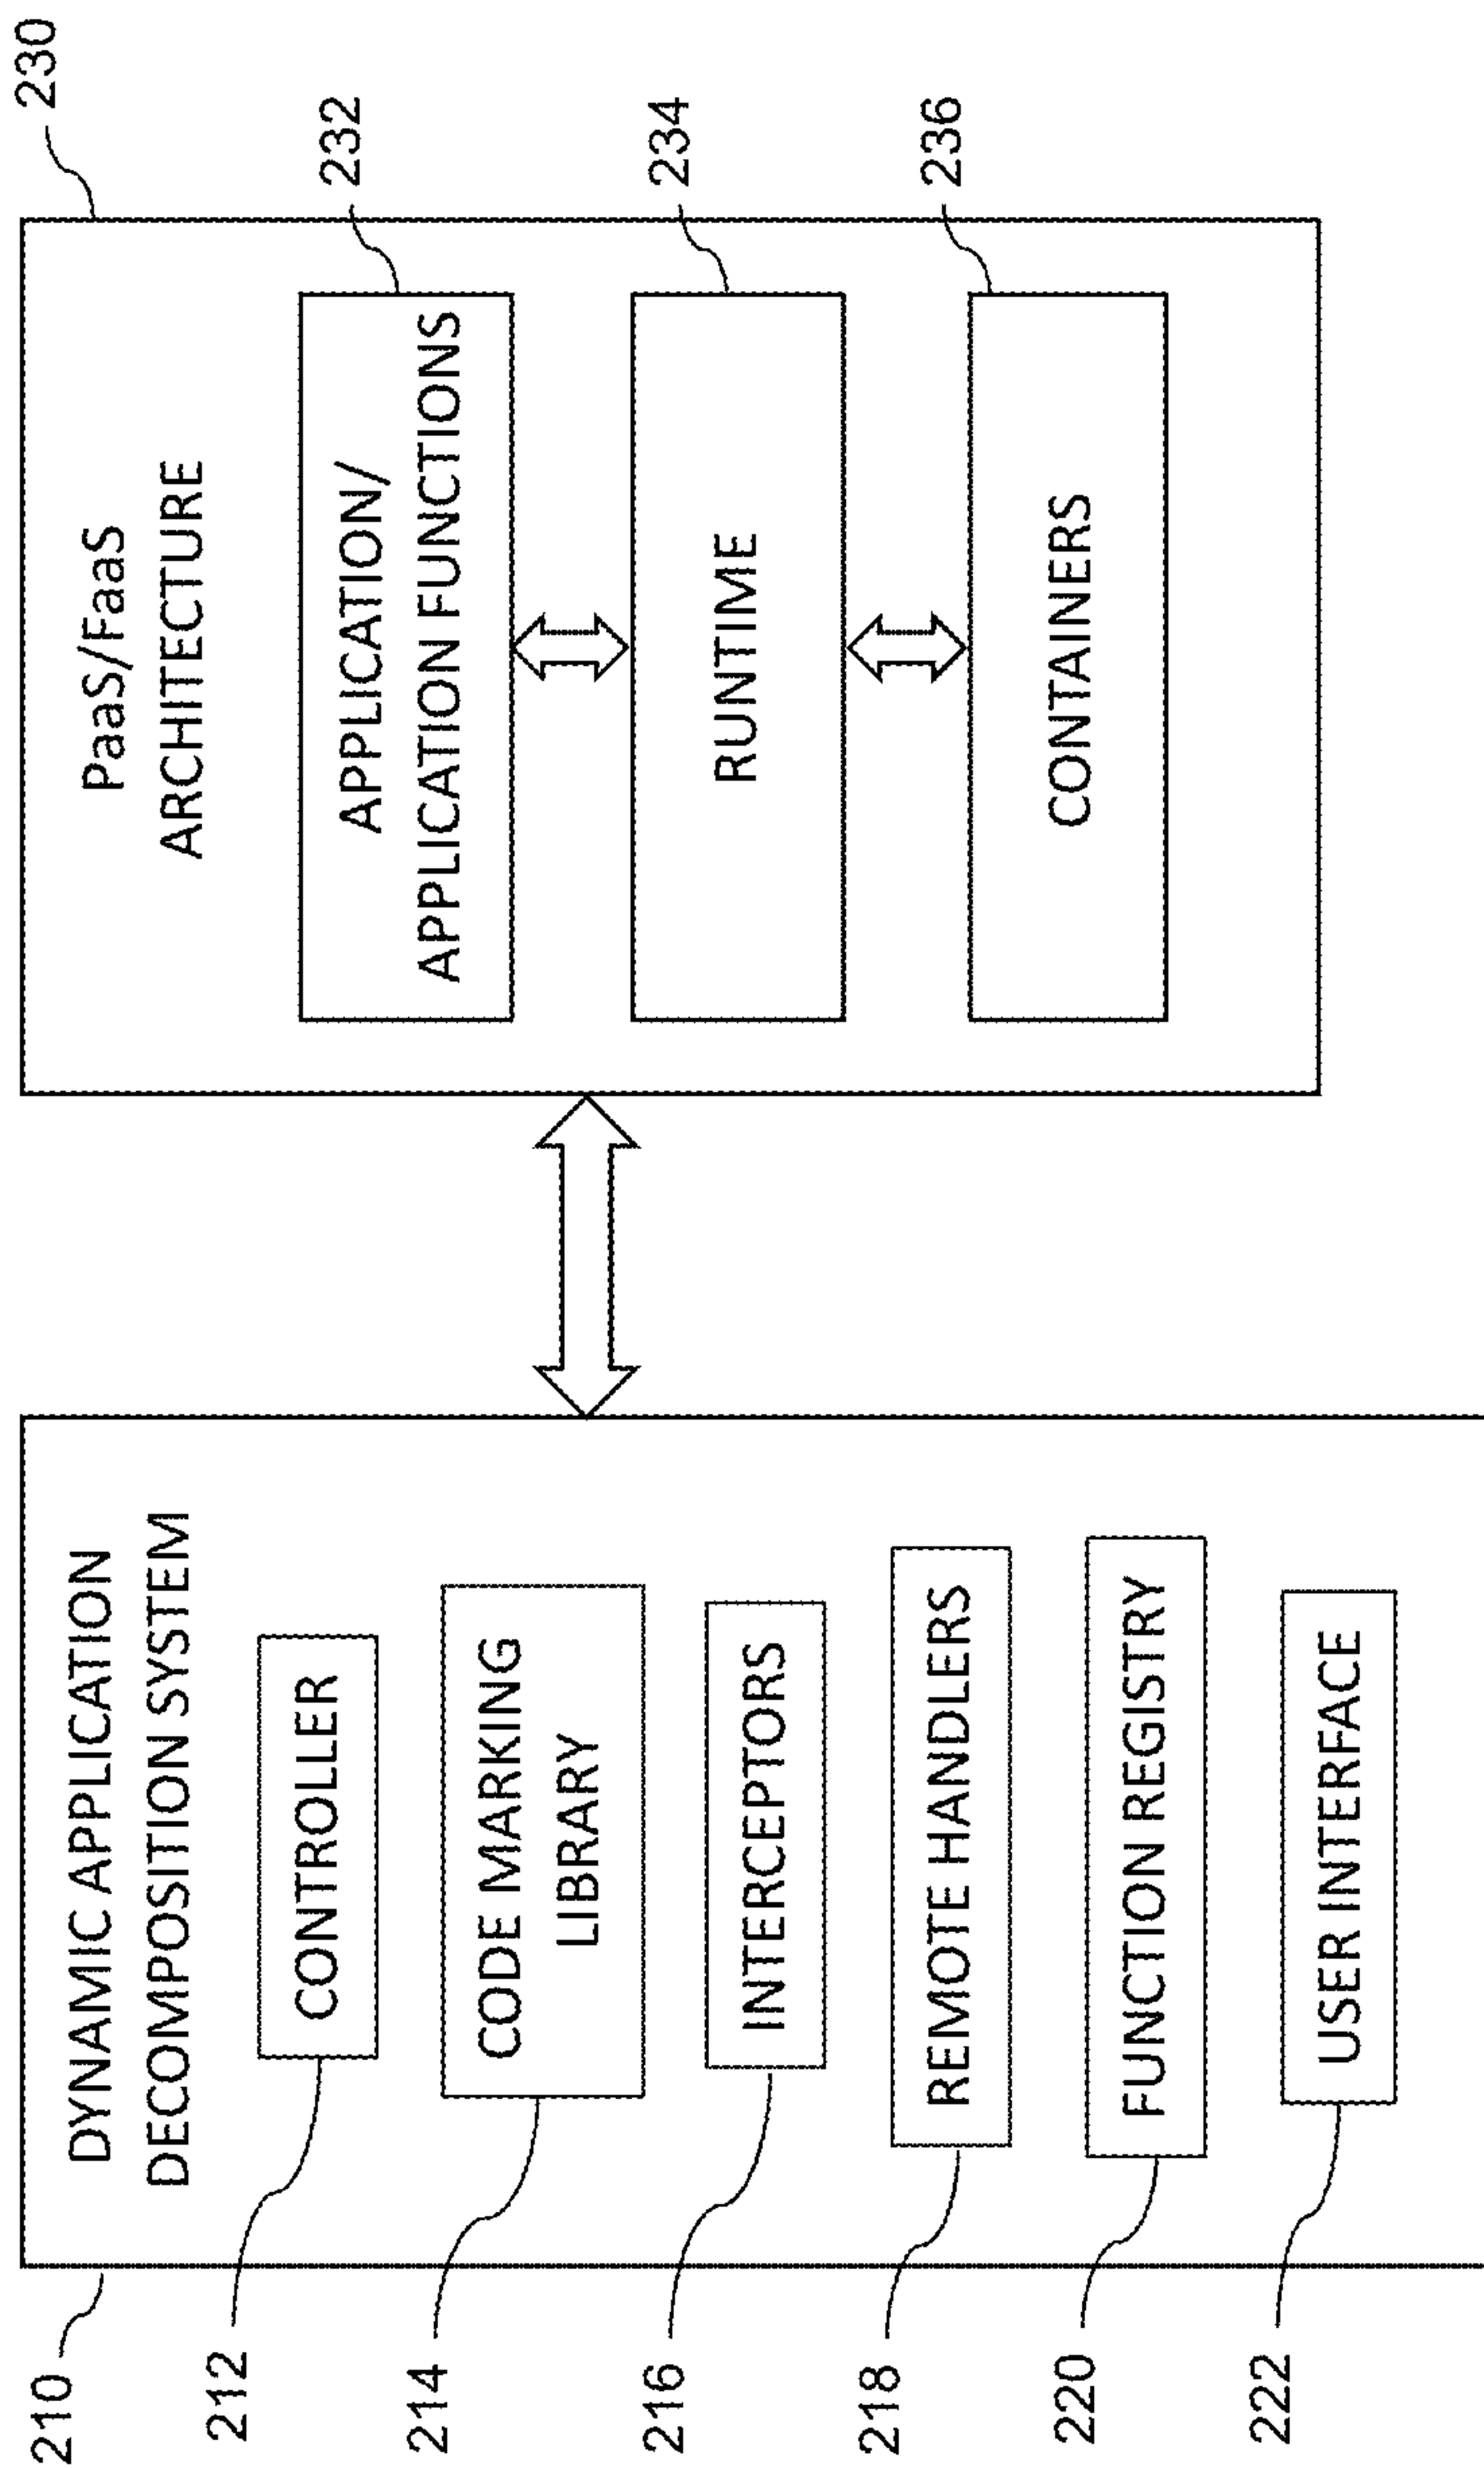 210
DYNAMIC APPLICATION
DECOMPOSITION SYSTEM
212
CONTROLLER
214
CODE MARKING
LIBRARY
216
INTERCEPTORS
218
REMOTE HANDLERS
220
FUNCTION REGISTRY
222
USER INTERFACE
230
PaaS/FaaS
ARCHITECTURE
232
APPLICATION/
APPLICATION FUNCTIONS
234
RUNTIME
236
CONTAINERS